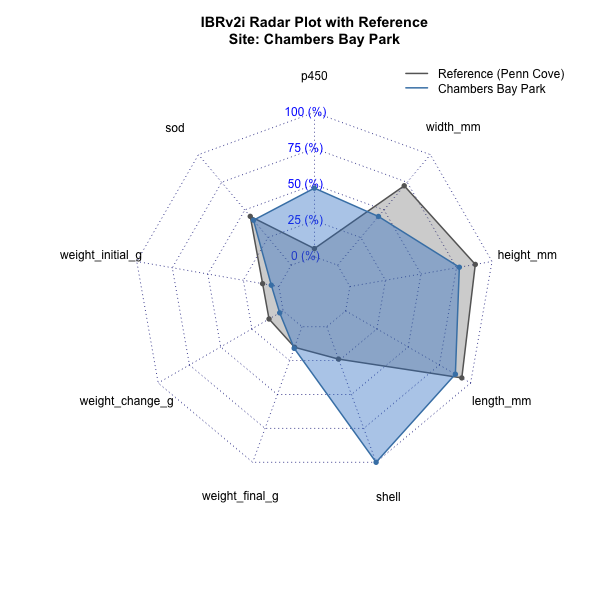 IBRv2i Radar Plot with Reference
Site: Chambers Bay Park
p450
Reference (Penn Cove)
Chambers Bay Park
100 (%)
sod
width_mm
75 (%)
50 (%)
25 (%)
0 (%)
weight_initial_g
height_mm
weight_change_g
length_mm
weight_final_g
shell